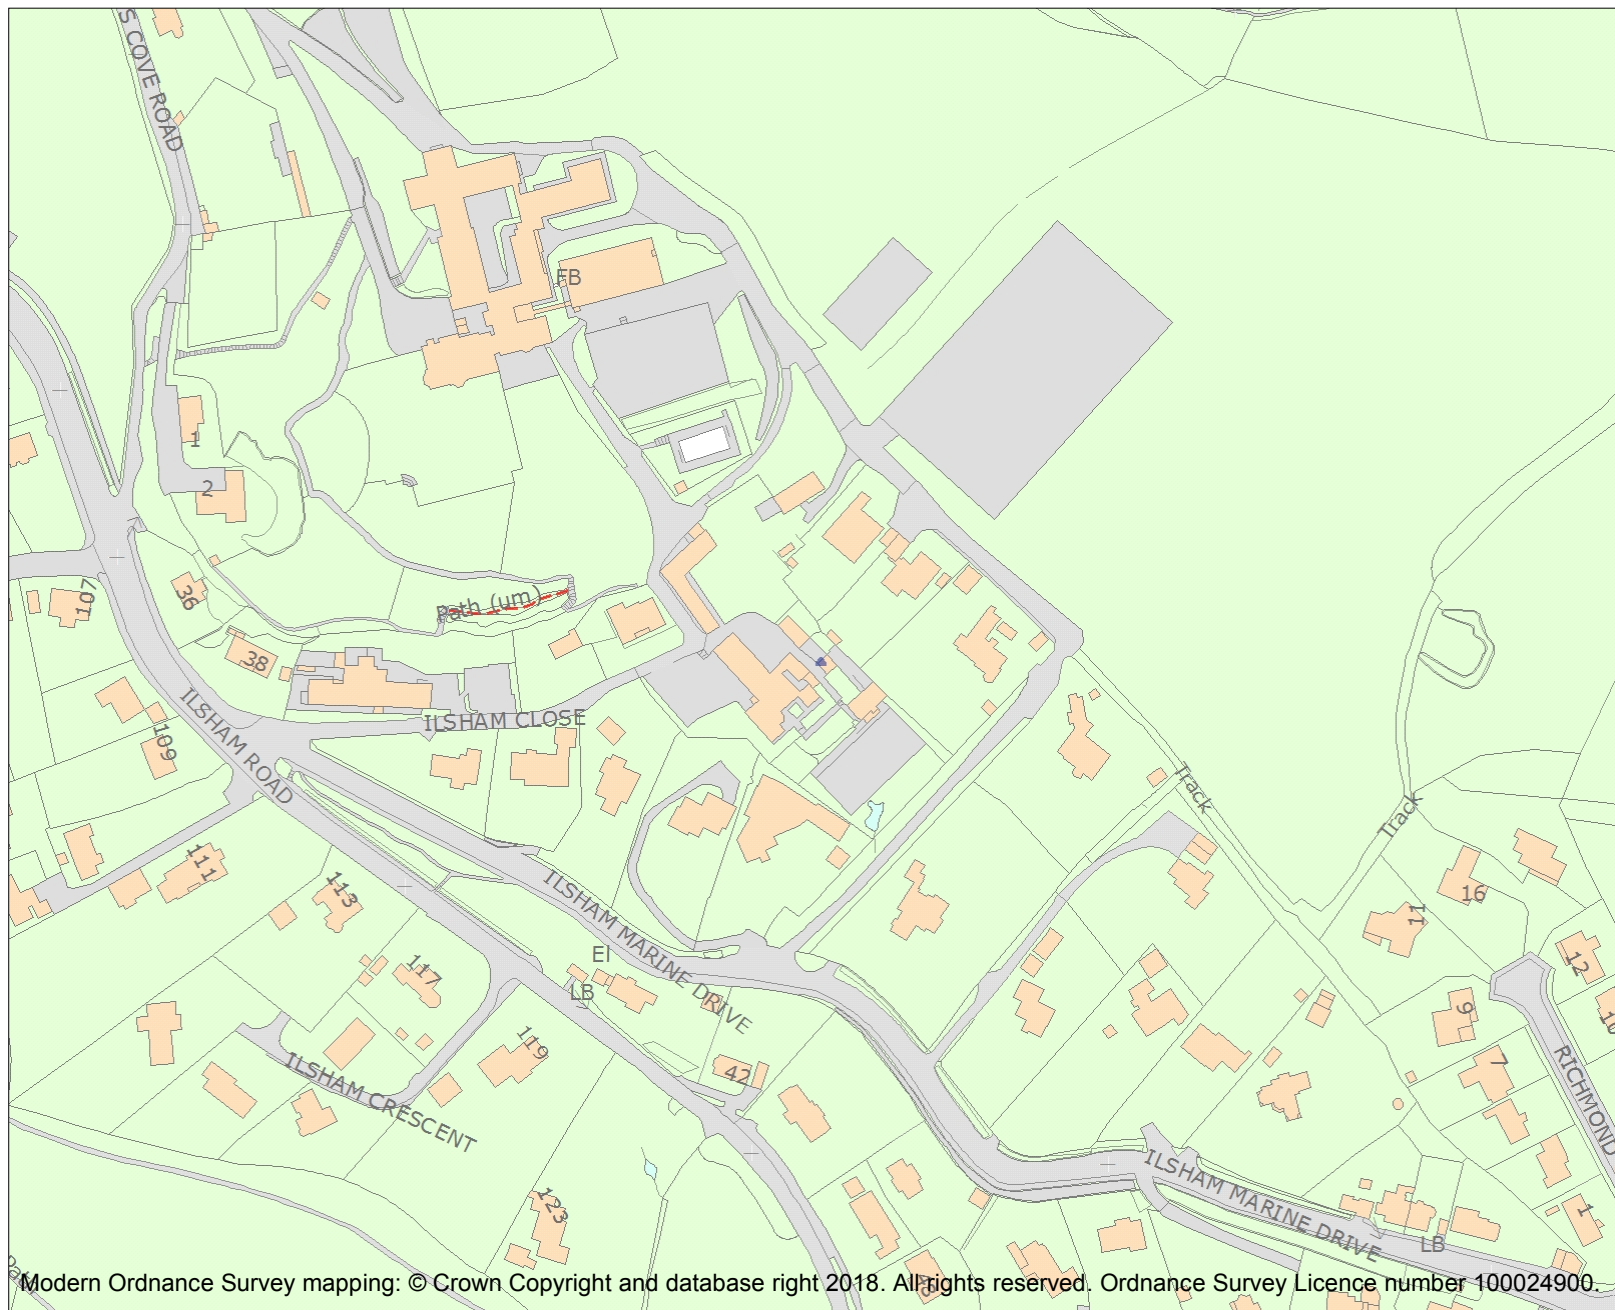 S COVE ROAD
FB
1
2
Path (um)
36
107
38
ILSHAM CLOSE
ILSHAM ROAD
109
Track
Track
111
113
ILSHAM MARINE DRIVE
16
11
12
El
LB
117
119
9
7
42
ILSHAM CRESCENT
RICHMOND
ILSHAM MARINE DRIVE
123
1
LB
Modern Ordnance Survey mapping: © Crown Copyright and database right 2018. All rights reserved. Ordnance Survey Licence number 100024900.